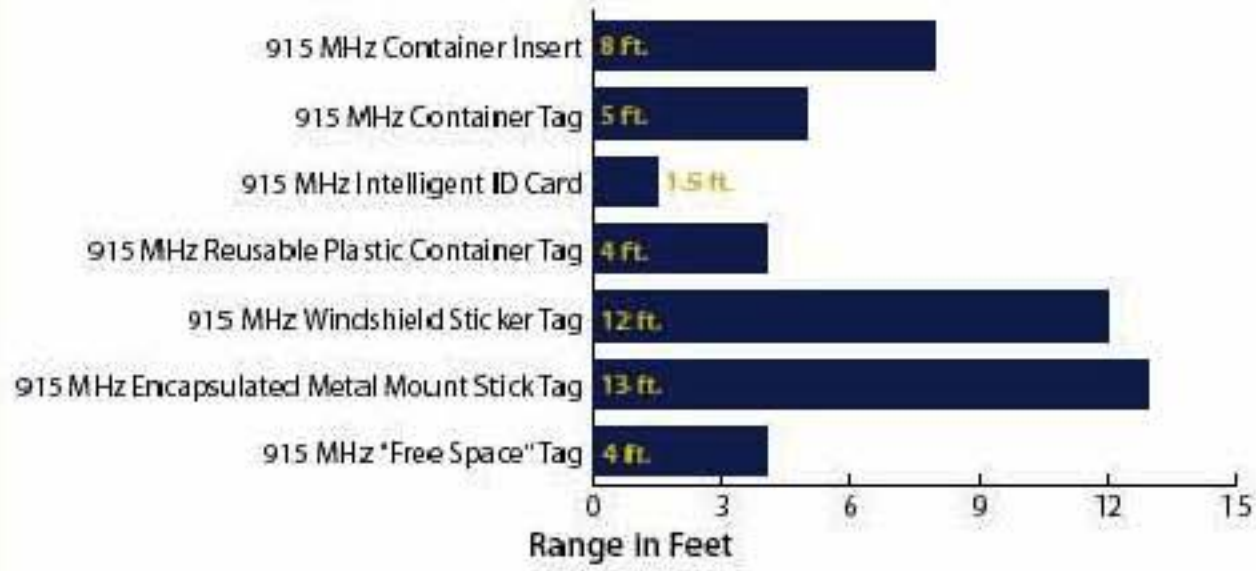 915 MHz Container Insert 8 ft.
915 MHz Container Tag 5 ft.
915 MHz Intelligent ID Card 1.5 ft.
915 MHz Reusable Plastic Container Tag 4 ft.
915 MHz Windshield Sticker Tag 12 ft.
915 MHz Encapsulated Metal Mount Stick Tag 13 ft.
915 MHz "Free Space" Tag 4 ft.
0 3 6 9 12 15
Range in Feet